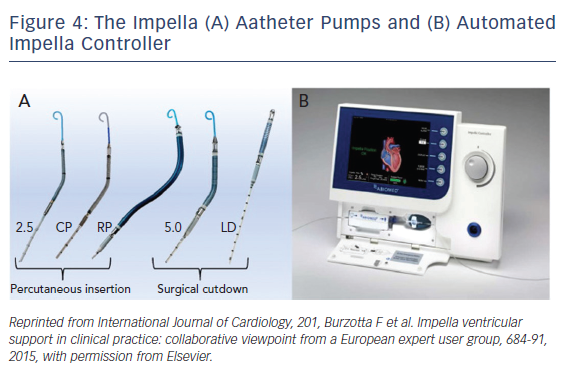 Figure 4: The Impella (A) Aatheter Pumps and (B) Automated
Impella Controller
A
B
2.5
CP
RP
5.0
LD
Percutaneous insertion
Surgical cutdown
ABIOMED
Reprinted from International Journal of Cardiology, 201, Burzotta F et al. Impella ventricular
support in clinical practice: collaborative viewpoint from a European expert user group, 684-91,
2015, with permission from Elsevier.